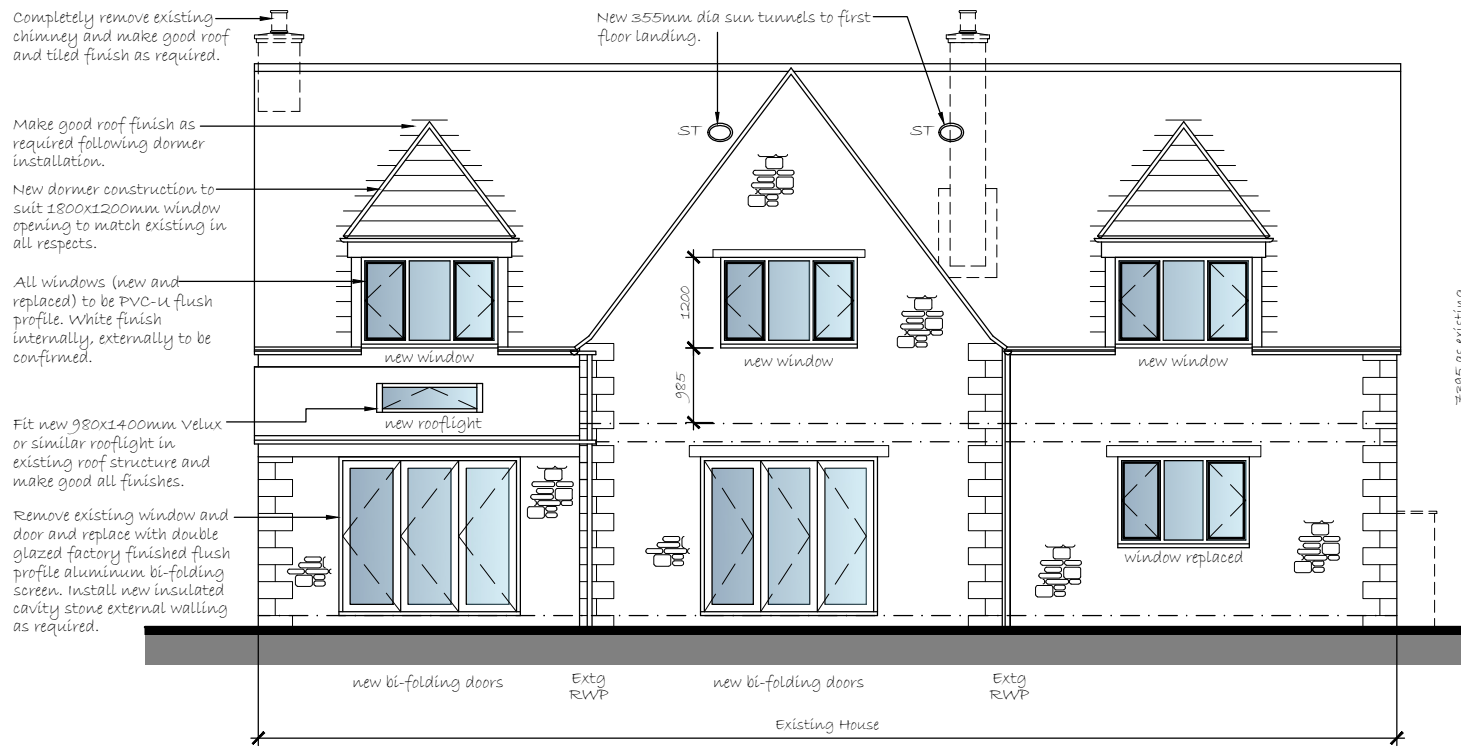 Completely remove existing
chimney and make good roof
and tiled finish as required.
New 355mm dia sun tunnels to first
floor landing.
Make good roof finish as
required following dormer
installation.
ST
ST
New dormer construction to
suit 1800x1200mm window
opening to match existing in
all respects.
All windows (new and
replaced) to be PVC-U flush
profile. White finish
internally, externally to be
confirmed.
1200
7395 as existing
new window
new window
new window
985
Fit new 980x1400mm Velux
or similar rooflight in
existing roof structure and
make good all finishes.
new rooflight
Remove existing window and
door and replace with double
glazed factory finished flush
profile aluminum bi-folding
screen. Install new insulated
cavity stone external walling
as required.
window replaced
new bi-folding doors
Extg
RWP
new bi-folding doors
Extg
RWP
Existing House